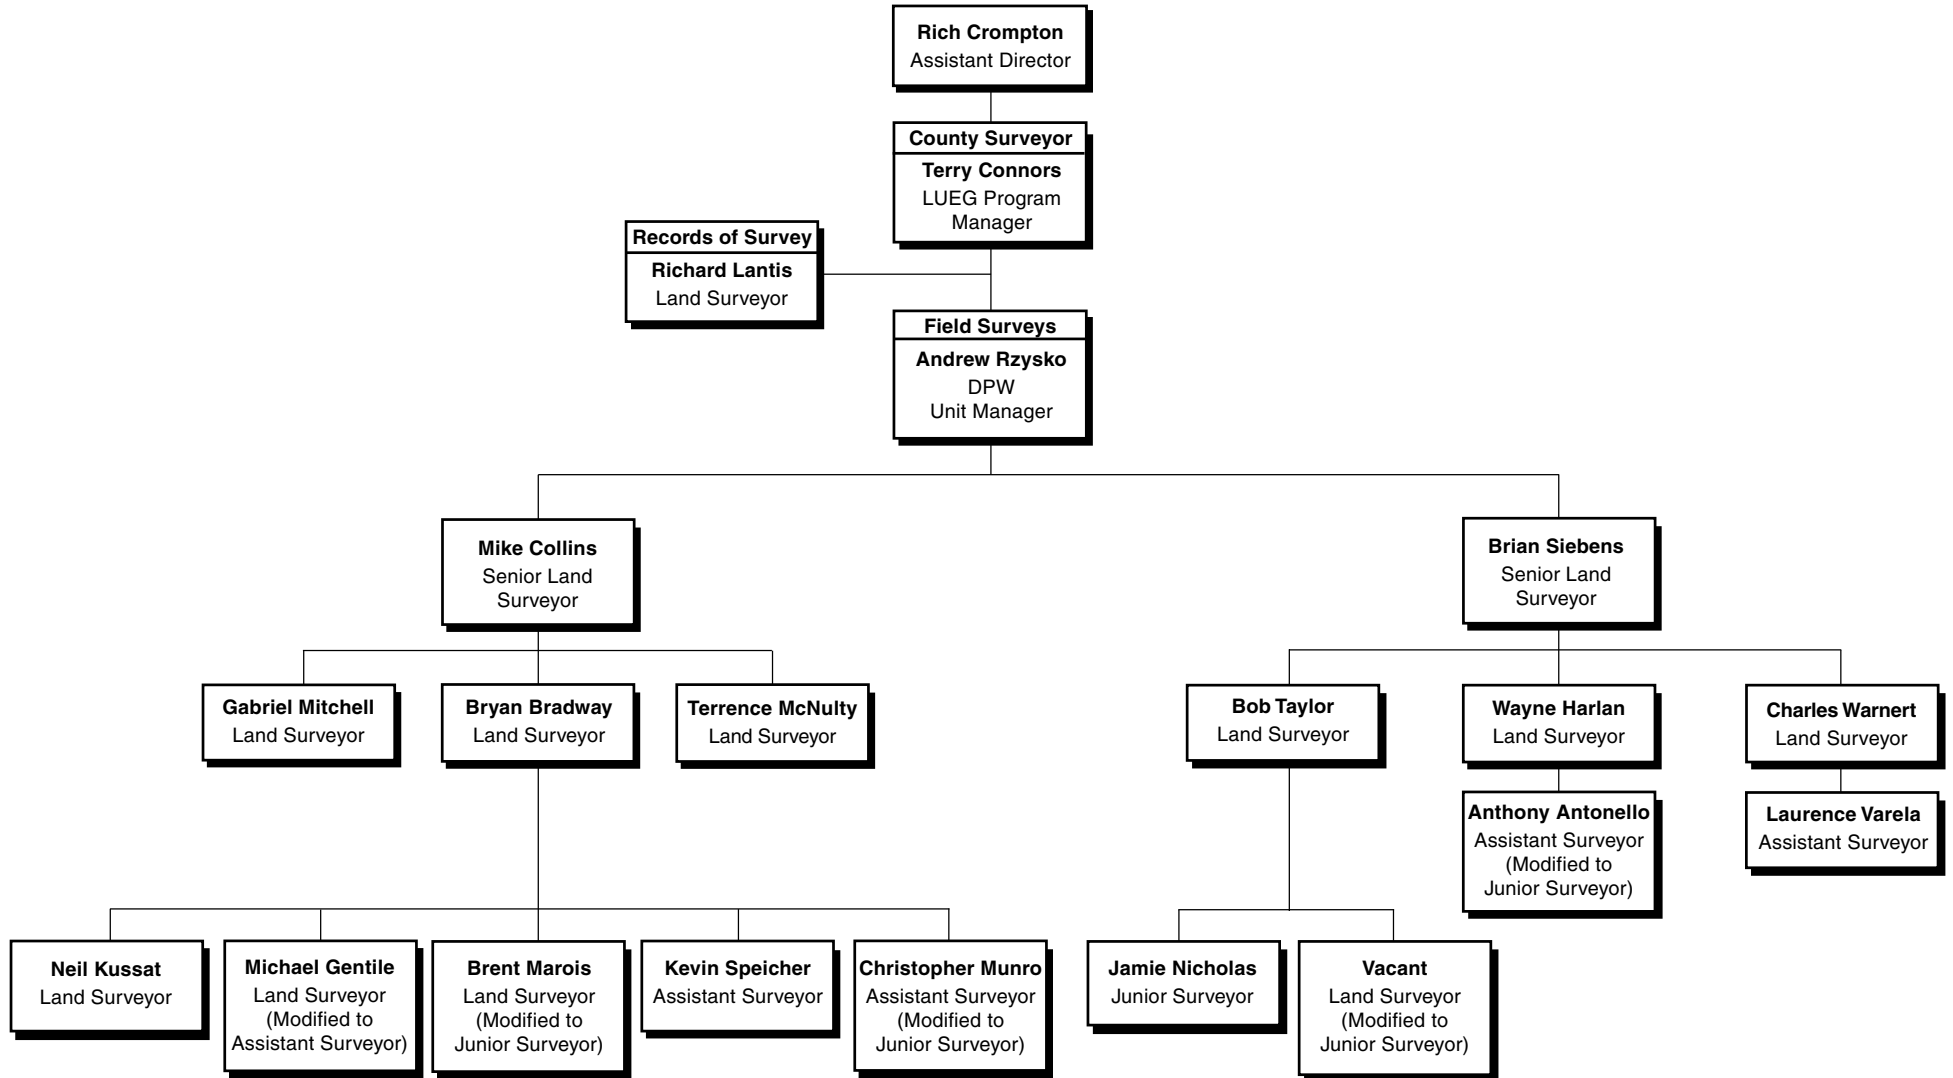 Rich Crompton
Assistant Director
County Surveyor
Terry Connors
LUEG Program
Manager
Records of Survey
Richard Lantis
Land Surveyor
Field Surveys
Andrew Rzysko
DPW
Unit Manager
Mike Collins
Senior Land
Surveyor
Brian Siebens
Senior Land
Surveyor
Gabriel Mitchell
Land Surveyor
Bryan Bradway
Land Surveyor
Terrence McNulty
Land Surveyor
Bob Taylor
Land Surveyor
Wayne Harlan
Land Surveyor
Charles Warnert
Land Surveyor
Anthony Antonello
Assistant Surveyor
(Modified to
Junior Surveyor)
Laurence Varela
Assistant Surveyor
Neil Kussat
Land Surveyor
Michael Gentile
Land Surveyor
(Modified to
Assistant Surveyor)
Brent Marois
Land Surveyor
(Modified to
Junior Surveyor)
Kevin Speicher
Assistant Surveyor
Christopher Munro
Assistant Surveyor
(Modified to
Junior Surveyor)
Jamie Nicholas
Junior Surveyor
Vacant
Land Surveyor
(Modified to
Junior Surveyor)